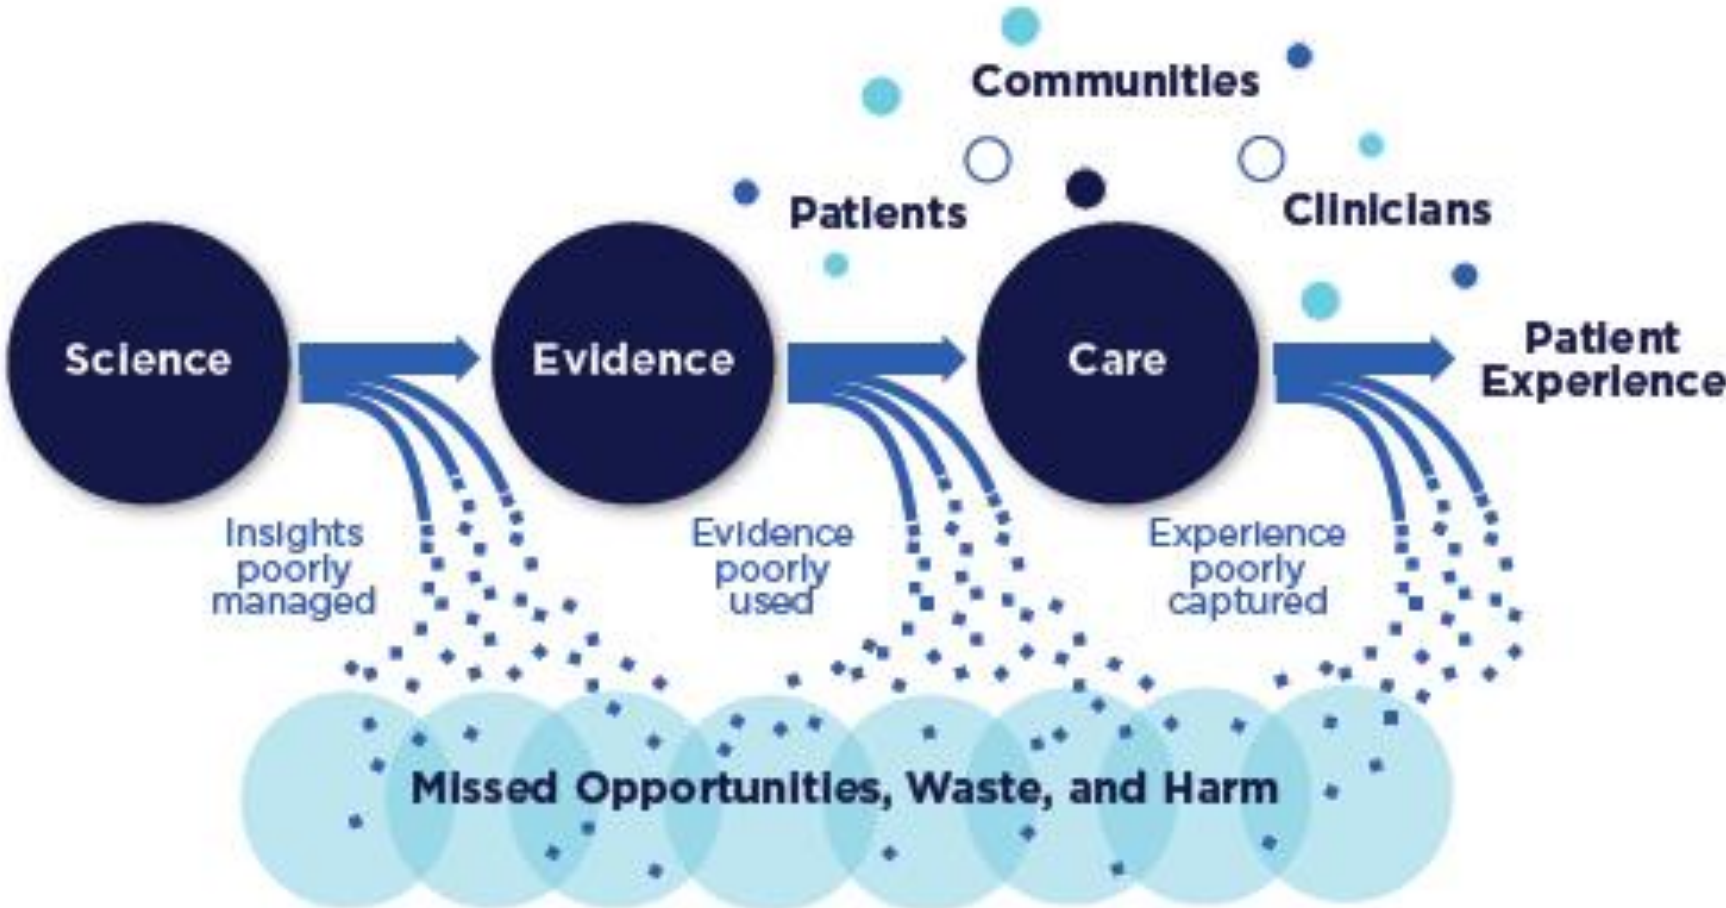 Communities
Patients
Clinicians
Science
Evidence
Care
Patient
Experience
Insights
poorly
managed
Evidence
poorly
used
Experience
poorly
captured
Missed Opportunities, Waste, and Harm